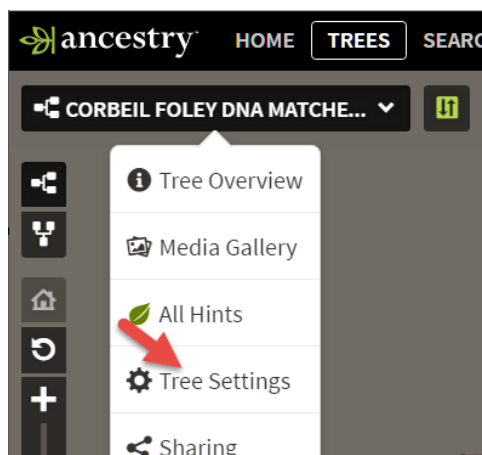 ancestry HOME TREES SEARC
CORBEIL FOLEY DNA MATCHE...
Tree Overview
Media Gallery
All Hints
Tree Settings
Sharing